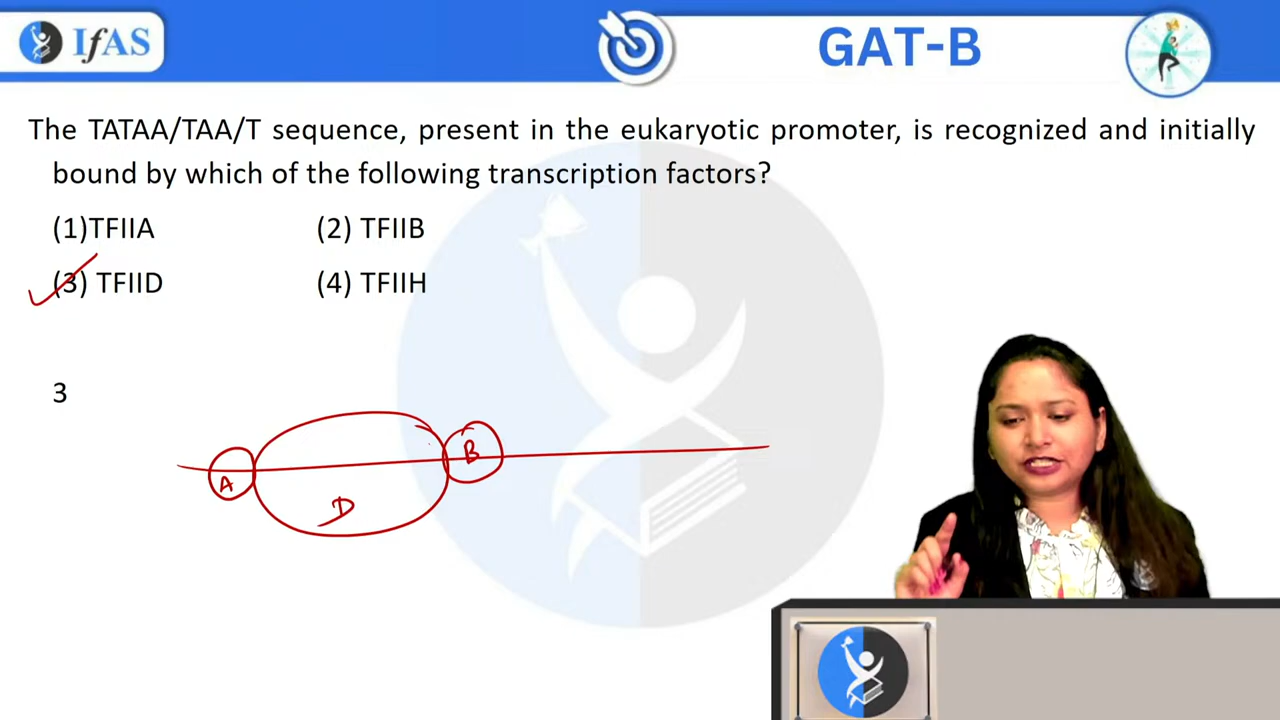 IfAS
GAT-B
The TATAA/TAA/T sequence, present in the eukaryotic promoter, is recognized and initially
bound by which of the following transcription factors?
(1)TFIIA (2) TFIIB
(3) TFIID (4) TFIIH
3
A D B